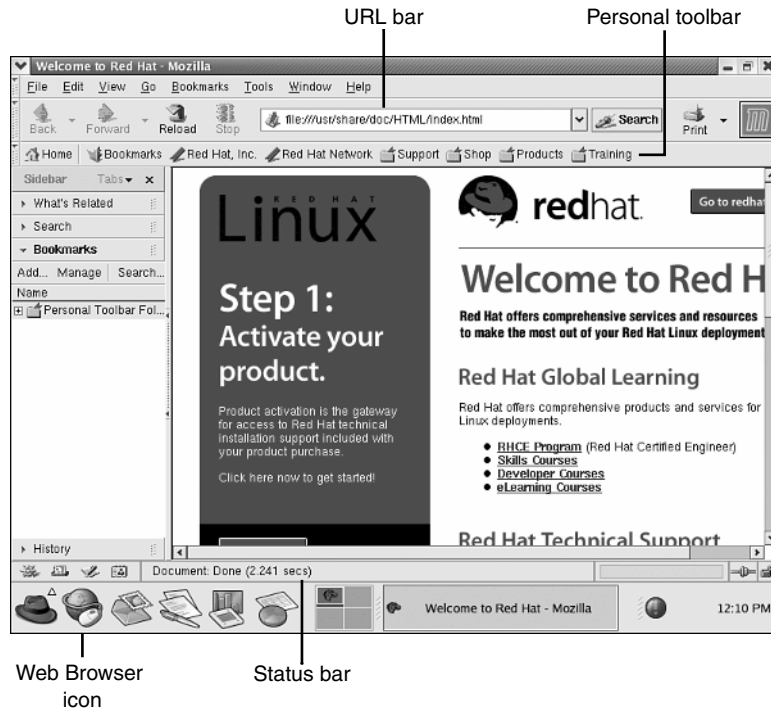 URL bar Personal toolbar
Welcome to Red Hat - Mozilla
File Edit View Go Bookmarks Tools Window Help
Back Forward Reload Stop file:///usr/share/doc/HTML/index.html Search Print
Home Bookmarks Red Hat, Inc. Red Hat Network Support Shop Products Training
Sidebar Tabs
What's Related
Search
Bookmarks
Add... Manage Search...
Name
Personal Toolbar Fol...
History
RED HAT
Linux
Step 1:
Activate your
product.
Product activation is the gateway
for access to Red Hat technical
installation support included with
your product purchase.
Click here now to get started!
redhat.
Go to redha
Welcome to Red H
Red Hat offers comprehensive services and resources
to make the most out of your Red Hat Linux deployment
Red Hat Global Learning
Red Hat offers comprehensive products and services for
Linux deployments.
RHCE Program (Red Hat Certified Engineer)
Skills Courses
Developer Courses
eLearning Courses
Red Hat Technical Support
Document: Done (2.241 secs)
Welcome to Red Hat - Mozilla 12:10 PM
Web Browser
icon
Status bar